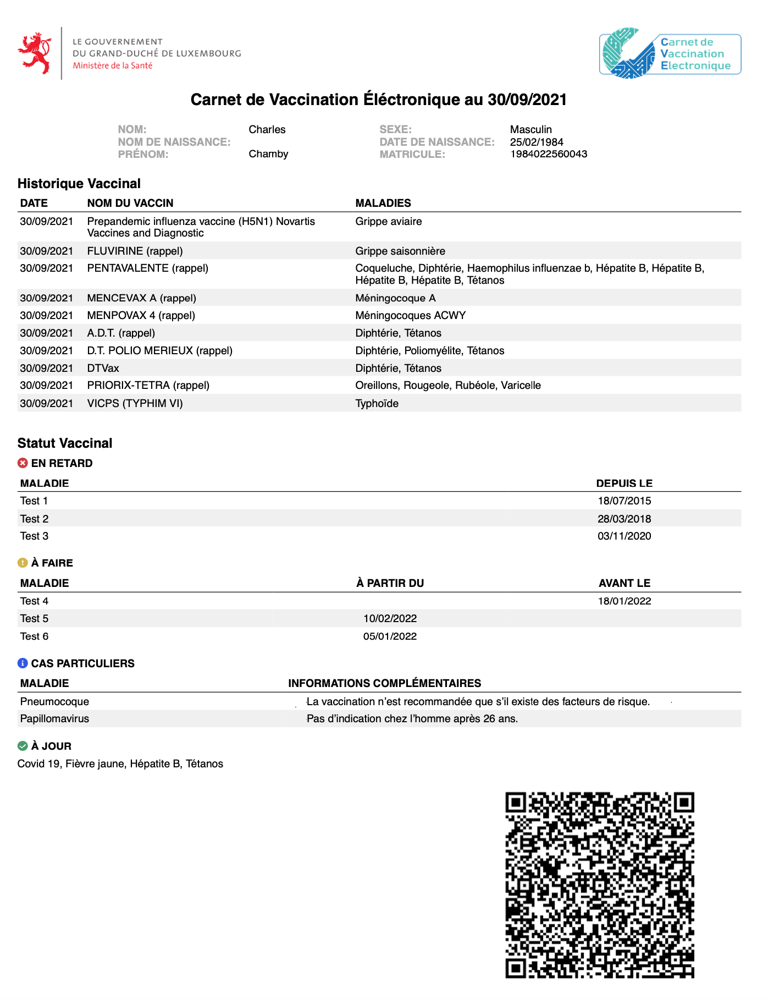 LE GOUVERNEMENT
DU GRAND-DUCHÉ DE LUXEMBOURG
Ministère de la Santé
Carnet de
Vaccination
Electronique
Carnet de Vaccination Éléctronique au 30/09/2021
NOM: Charles SEXE: Masculin
NOM DE NAISSANCE: DATE DE NAISSANCE: 25/02/1984
PRÉNOM: Chamby MATRICULE: 1984022560043
Historique Vaccinal
DATE NOM DU VACCIN MALADIES
30/09/2021 Prepandemic influenza vaccine (H5N1) Novartis Grippe aviaire
Vaccines and Diagnostic
30/09/2021 FLUVIRINE (rappel) Grippe saisonnière
30/09/2021 PENTAVALENTE (rappel) Coqueluche, Diphtérie, Haemophilus influenzae b, Hépatite B, Hépatite B,
Hépatite B, Hépatite B, Tétanos
30/09/2021 MENCEVAX A (rappel) Méningocoque A
30/09/2021 MENPOVAX 4 (rappel) Méningocoques ACWY
30/09/2021 A.D.T. (rappel) Diphtérie, Tétanos
30/09/2021 D.T. POLIO MERIEUX (rappel) Diphtérie, Poliomyélite, Tétanos
30/09/2021 DTVax Diphtérie, Tétanos
30/09/2021 PRIORIX-TETRA (rappel) Oreillons, Rougeole, Rubéole, Varicelle
30/09/2021 VICPS (TYPHIM VI) Typhoïde
Statut Vaccinal
EN RETARD
MALADIE DEPUIS LE
Test 1 18/07/2015
Test 2 28/03/2018
Test 3 03/11/2020
À FAIRE
MALADIE À PARTIR DU AVANT LE
Test 4 18/01/2022
Test 5 10/02/2022
Test 6 05/01/2022
CAS PARTICULIERS
MALADIE INFORMATIONS COMPLÉMENTAIRES
Pneumocoque La vaccination n’est recommandée que s’il existe des facteurs de risque.
Papillomavirus Pas d’indication chez l’homme après 26 ans.
À JOUR
Covid 19, Fièvre jaune, Hépatite B, Tétanos